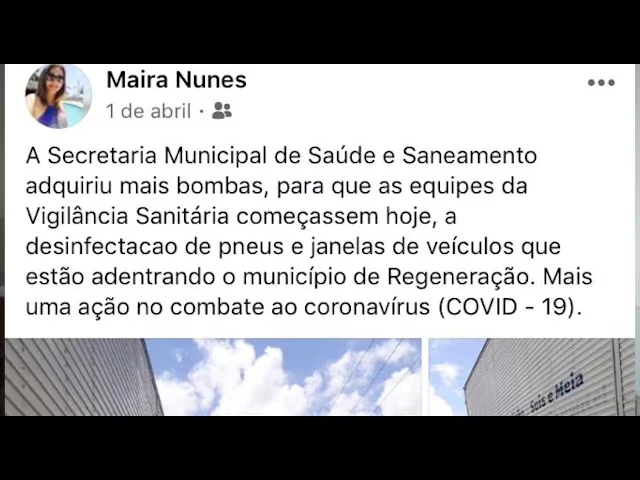 Maira Nunes
1 de abril ·
A Secretaria Municipal de Saúde e Saneamento
adquiriu mais bombas, para que as equipes da
Vigilância Sanitária começassem hoje, a
desinfectacao de pneus e janelas de veículos que
estão adentrando o município de Regeneração. Mais
uma ação no combate ao coronavírus (COVID - 19).
Seis e Meia